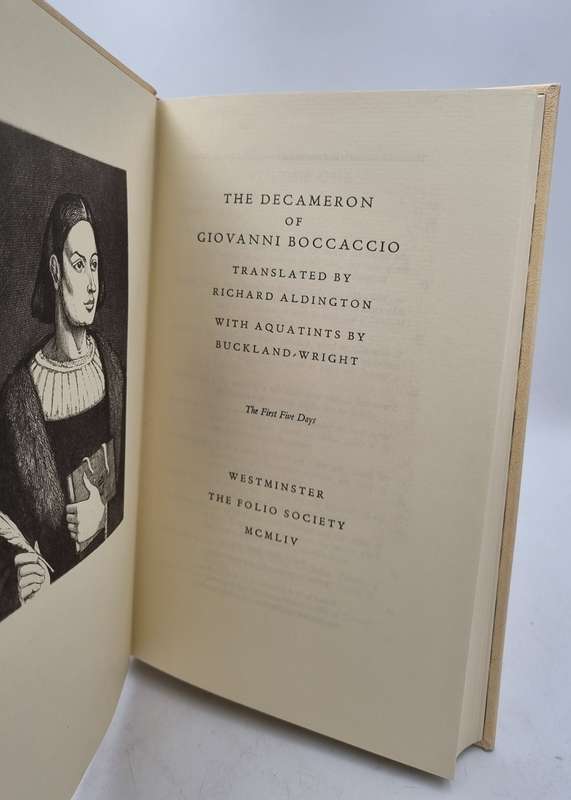 THE DECAMERON
OF
GIOVANNI BOCCACCIO
TRANSLATED BY
RICHARD ALDINGTON
WITH AQUATINTS BY
BUCKLAND-WRIGHT
The First Five Days
WESTMINSTER
THE FOLIO SOCIETY
MCMLIV